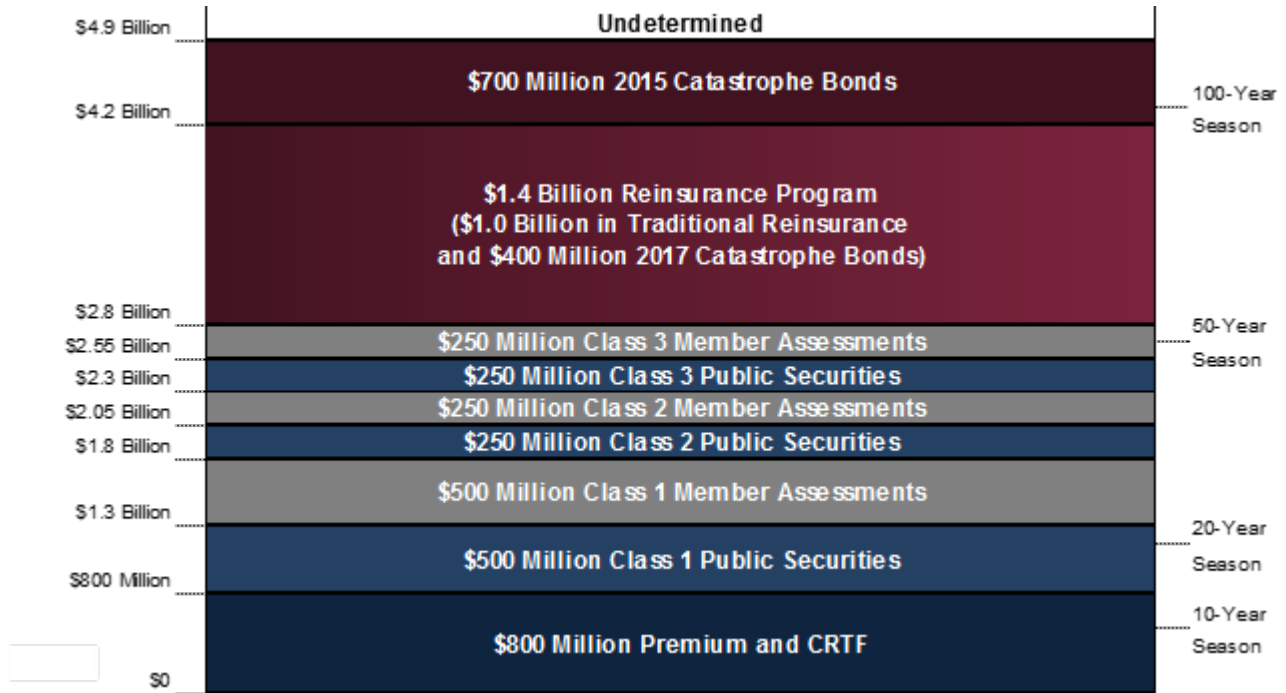 $4.9 Billion
Undetermined
$700 Million 2015 Catastrophe Bonds
$4.2 Billion
100-Year
Season
$1.4 Billion Reinsurance Program
($1.0 Billion in Traditional Reinsurance
and $400 Million 2017 Catastrophe Bonds)
$2.8 Billion
50-Year
Season
$250 Million Class 3 Member Assessments
$2.55 Billion
$250 Million Class 3 Public Securities
$2.3 Billion
$250 Million Class 2 Member Assessments
$2.05 Billion
$250 Million Class 2 Public Securities
$1.8 Billion
$500 Million Class 1 Member Assessments
$1.3 Billion
20-Year
Season
$500 Million Class 1 Public Securities
$800 Million
10-Year
Season
$800 Million Premium and CRTF
$0